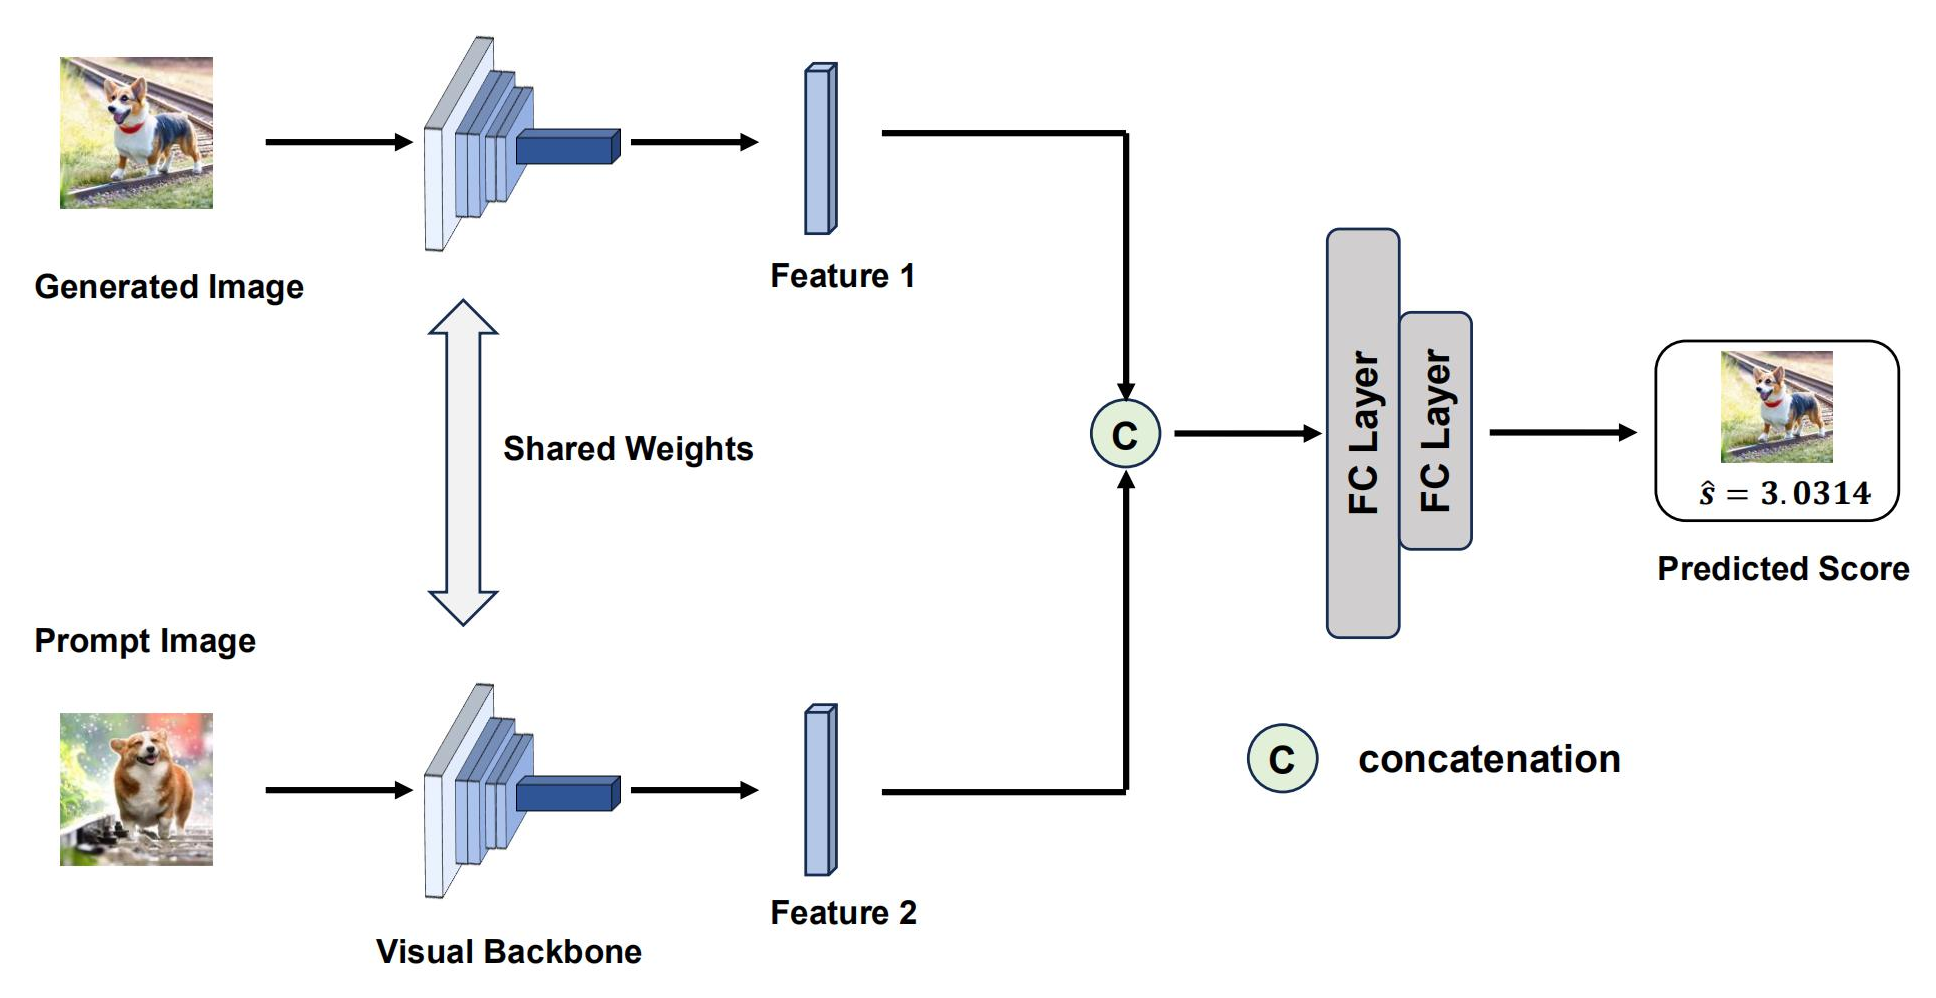 Generated Image
Feature 1
Shared Weights
Prompt Image
Visual Backbone
Feature 2
C
FC Layer
FC Layer
ŝ = 3.0314
Predicted Score
C concatenation